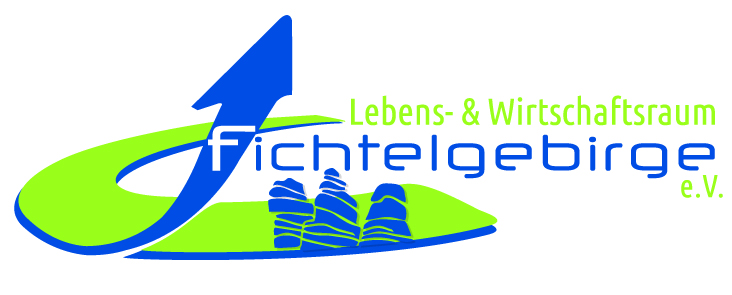 Lebens- & Wirtschaftsraum
fichtelgebirge
e.V.